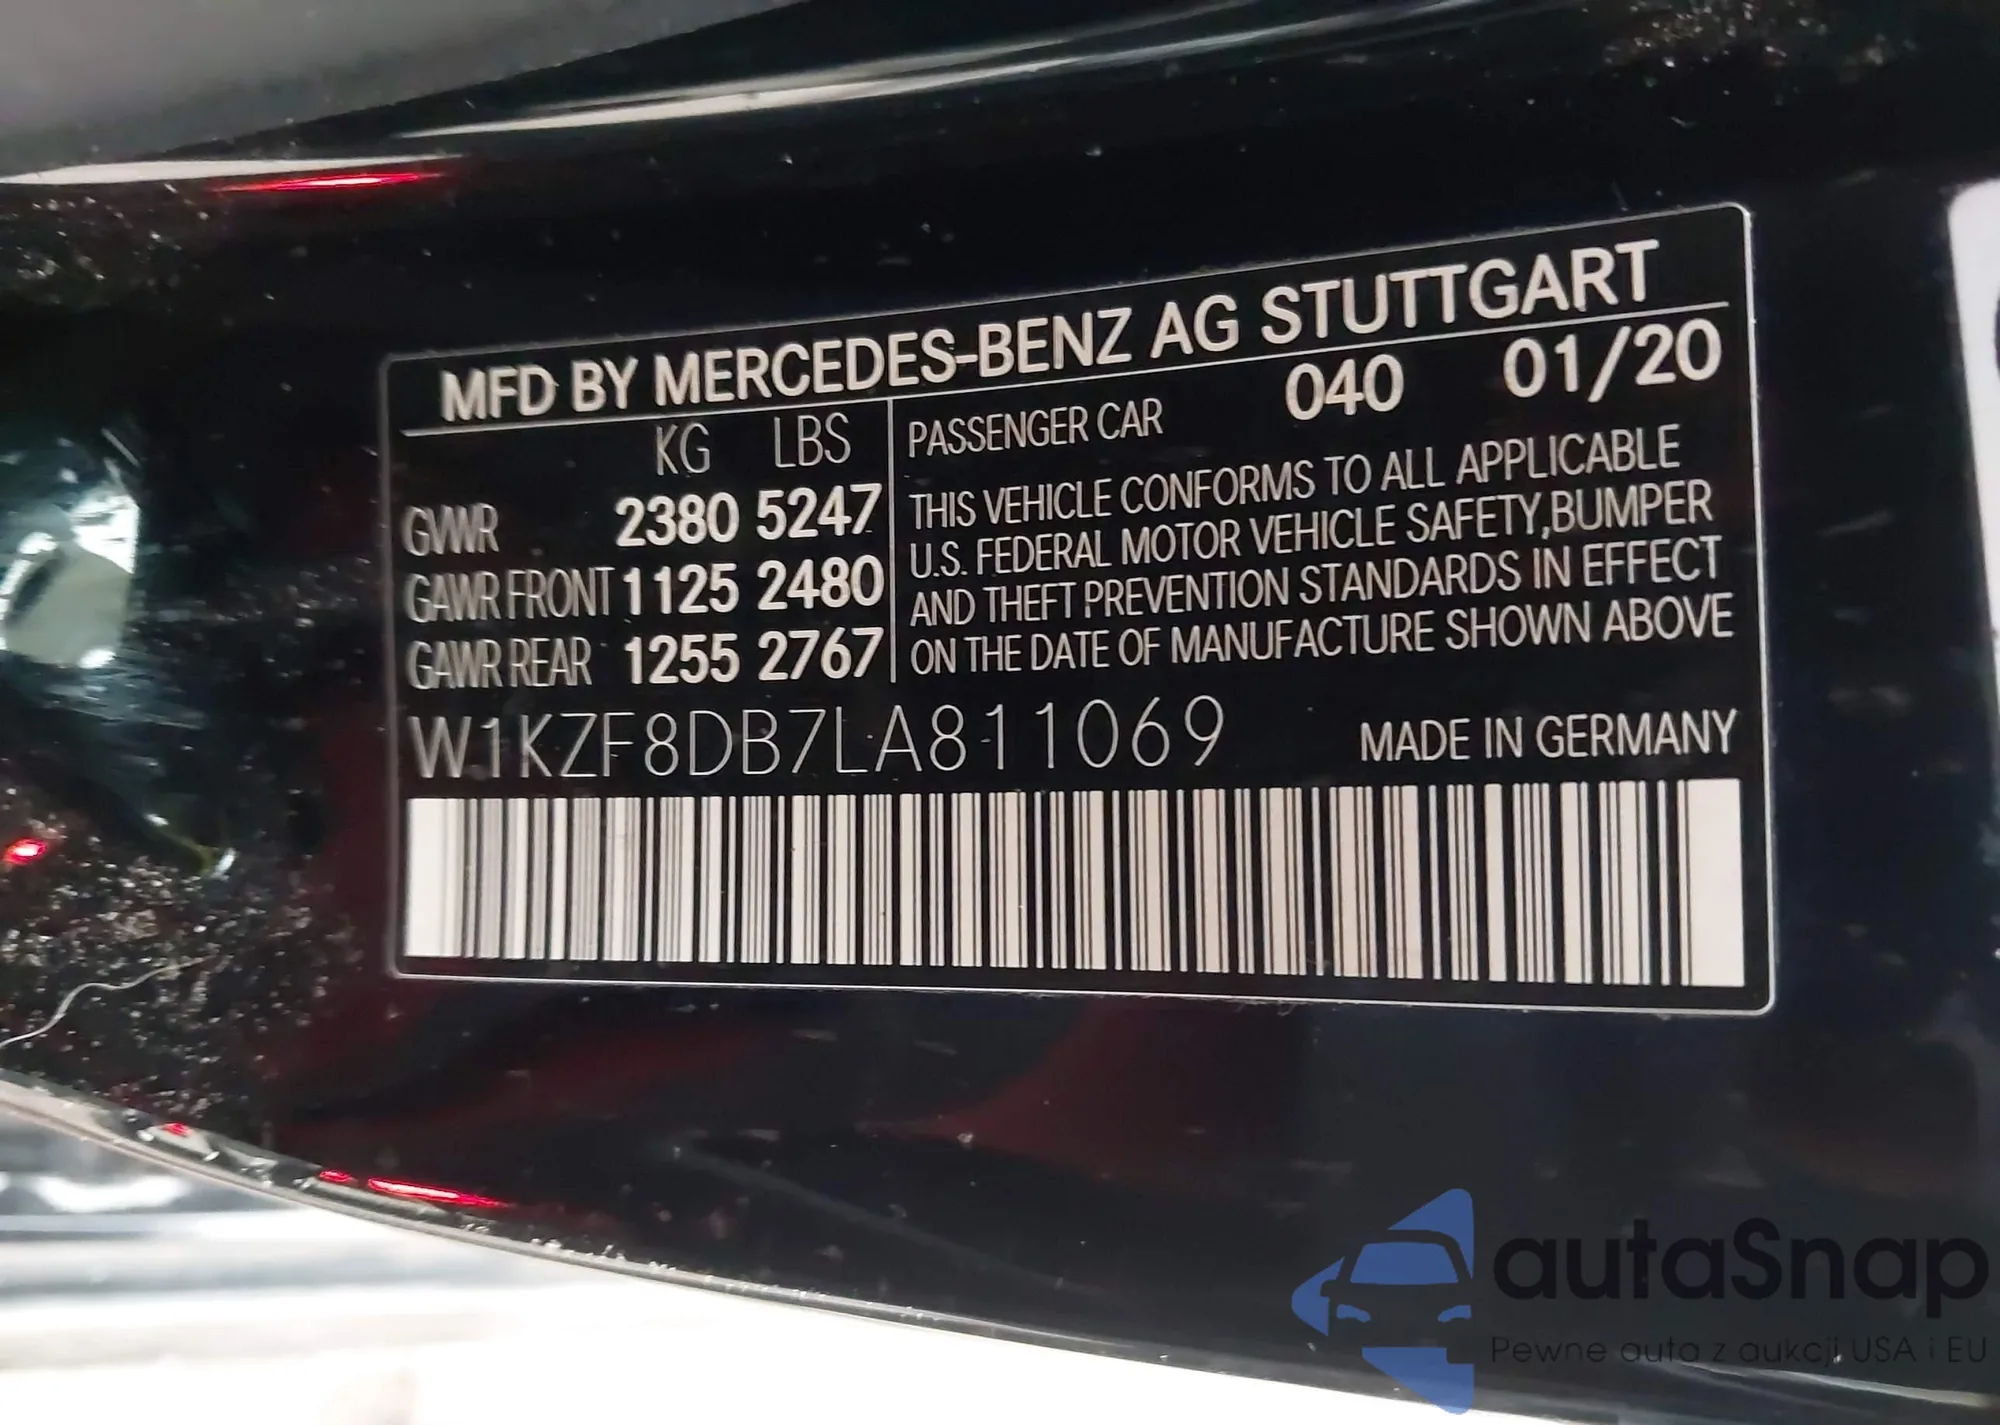 MFD BY MERCEDES-BENZ AG STUTTGART
KG LBS
GVWR 2380 5247
GAWR FRONT 1125 2480
GAWR REAR 1255 2767
PASSENGER CAR 040 01/20
THIS VEHICLE CONFORMS TO ALL APPLICABLE
U.S. FEDERAL MOTOR VEHICLE SAFETY,BUMPER
AND THEFT PREVENTION STANDARDS IN EFFECT
ON THE DATE OF MANUFACTURE SHOWN ABOVE
W1KZF8DB7LA811069 MADE IN GERMANY
autaSnap
Pewne auta z aukcji USA i EU